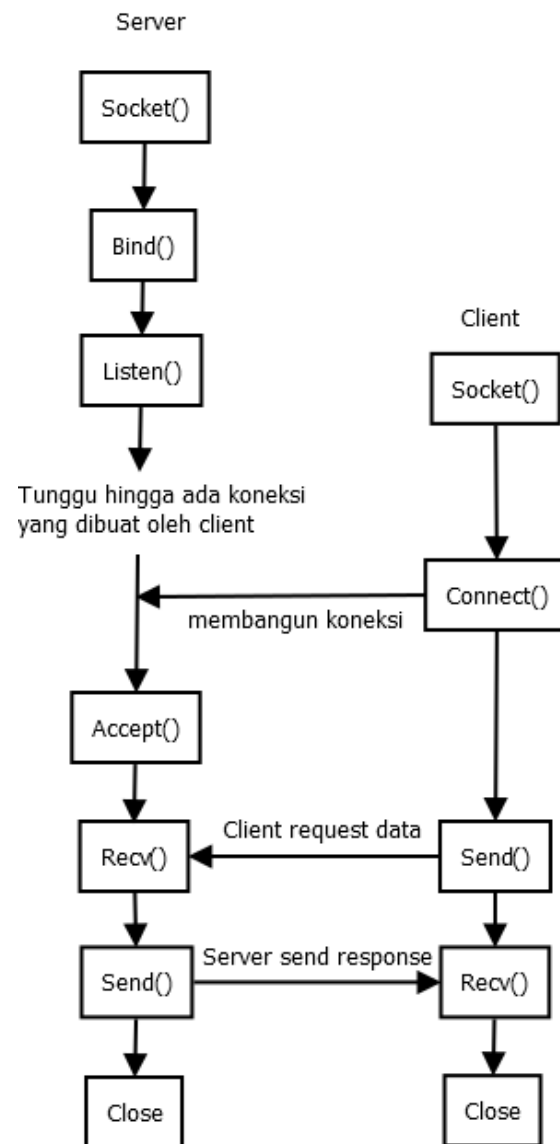 Server
Socket()
Bind()
Listen()
Tunggu hingga ada koneksi
yang dibuat oleh client
Client
Socket()
Connect()
membangun koneksi
Accept()
Recv()
Client request data
Send()
Send()
Server send response
Recv()
Close
Close